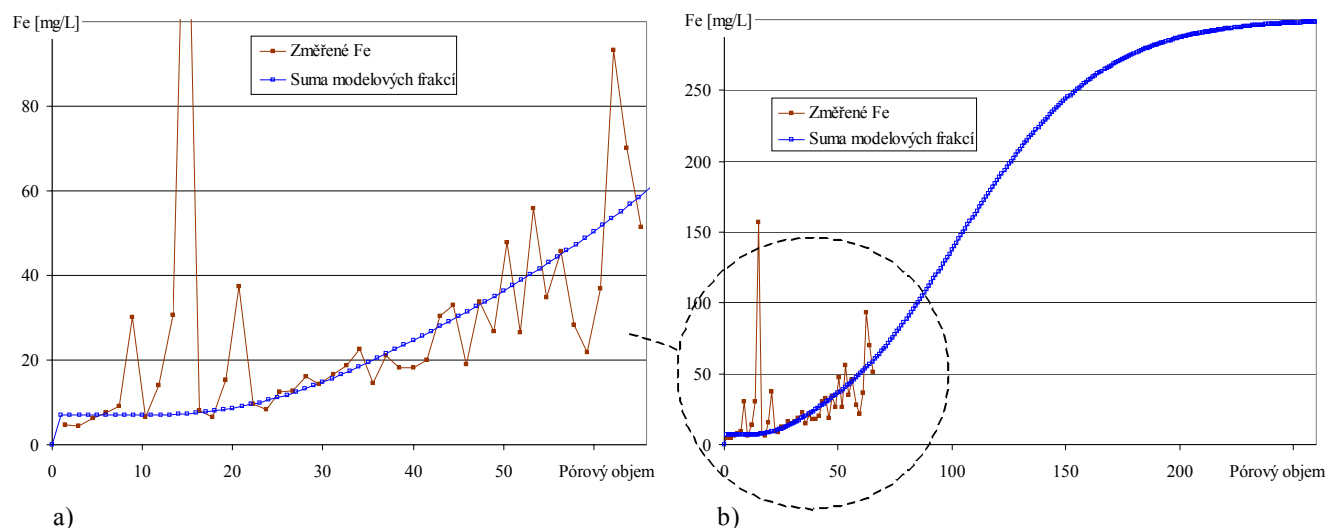 Fe [mg/L]
Změřené Fe
Suma modelových frakcí
80
60
40
20
0
0 10 20 30 40 50 Pórový objem
a)
Fe [mg/L]
Změřené Fe
Suma modelových frakcí
250
200
150
100
50
0
0 50 100 150 200 Pórový objem
b)